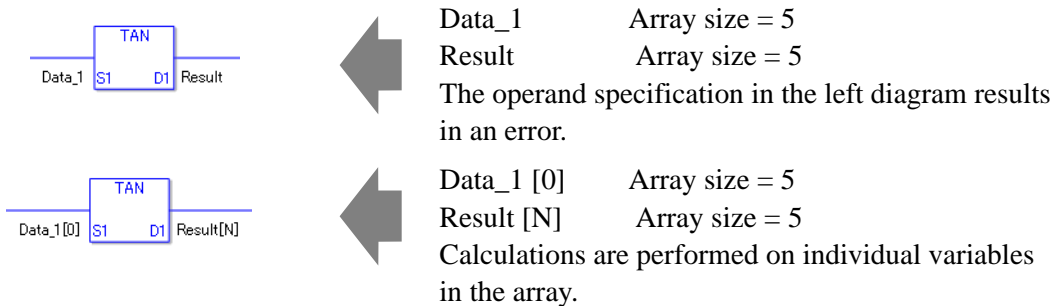 TAN
Data_1 S1 D1 Result
Data_1 Array size = 5
Result Array size = 5
The operand specification in the left diagram results
in an error.
TAN
Data_1[0] S1 D1 Result[N]
Data_1 [0] Array size = 5
Result [N] Array size = 5
Calculations are performed on individual variables
in the array.